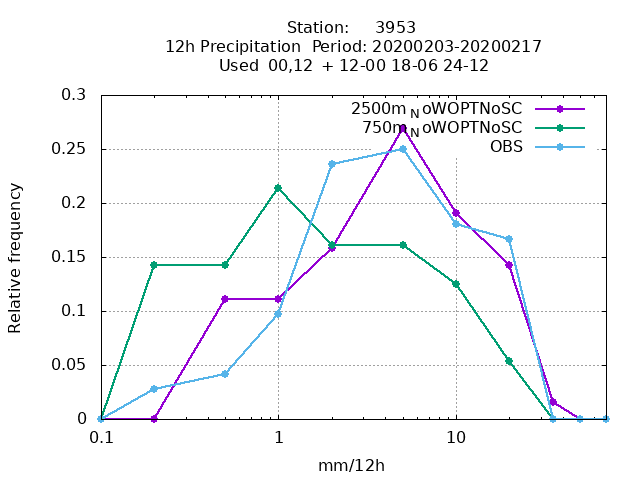 Station: 3953
12h Precipitation Period: 20200203-20200217
Used 00,12 + 12-00 18-06 24-12
2500m_NoWOPTNoSC
750m_NoWOPTNoSC
OBS
0.3
0.25
0.2
0.15
0.1
0.05
0
0.1
1
10
Relative frequency
mm/12h